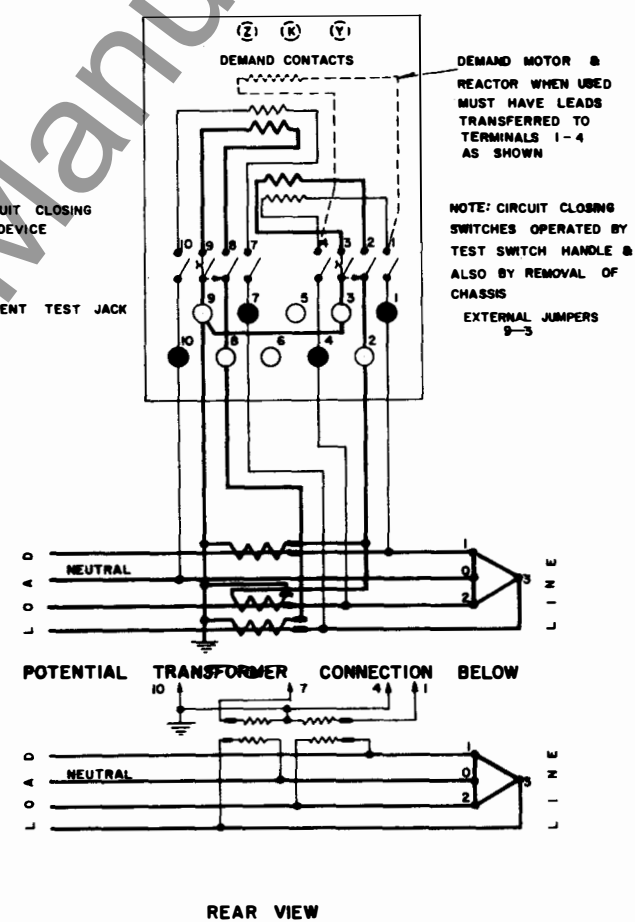 Manu
(Z) (K) (Y)
DEMAND CONTACTS
DEMAND MOTOR &
REACTOR WHEN USED
MUST HAVE LEADS
TRANSFERRED TO
TERMINALS 1-4
AS SHOWN
UIT CLOSING
DEVICE
NOTE: CIRCUIT CLOSING
SWITCHES OPERATED BY
TEST SWITCH HANDLE &
ALSO BY REMOVAL OF
CHASSIS
EXTERNAL JUMPERS
9-3
10 9 8 7 4 3 2 1
ENT TEST JACK
9 7 5 3 1
10 8 6 4 2
LOAD
NEUTRAL
1
0
2
3
LINE
POTENTIAL TRANSFORMER CONNECTION BELOW
10 7 4 1
LOAD
NEUTRAL
1
0
2
3
LINE
REAR VIEW